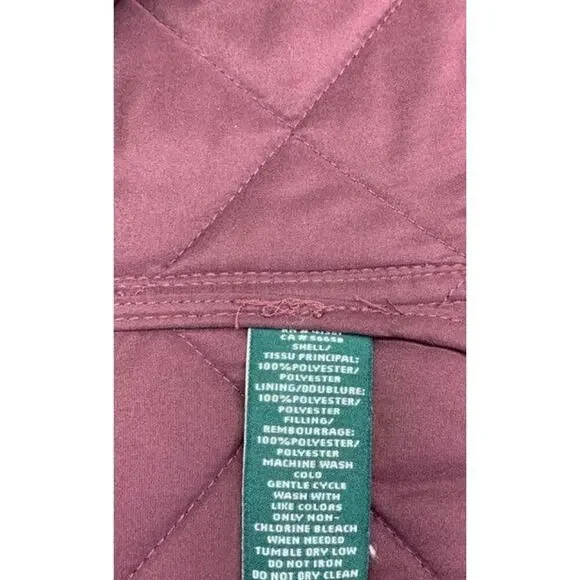 CA # 56658
SHELL/
TISSU PRINCIPAL:
100%POLYESTER/
POLYESTER
LINING/DOUBLURE:
100%POLYESTER/
POLYESTER
FILLING/
REMBOURRAGE:
100%POLYESTER/
POLYESTER
MACHINE WASH
COLD
GENTLE CYCLE
WASH WITH
LIKE COLORS
ONLY NON-
CHLORINE BLEACH
WHEN NEEDED
TUMBLE DRY LOW
DO NOT IRON
DO NOT DRY CLEAN